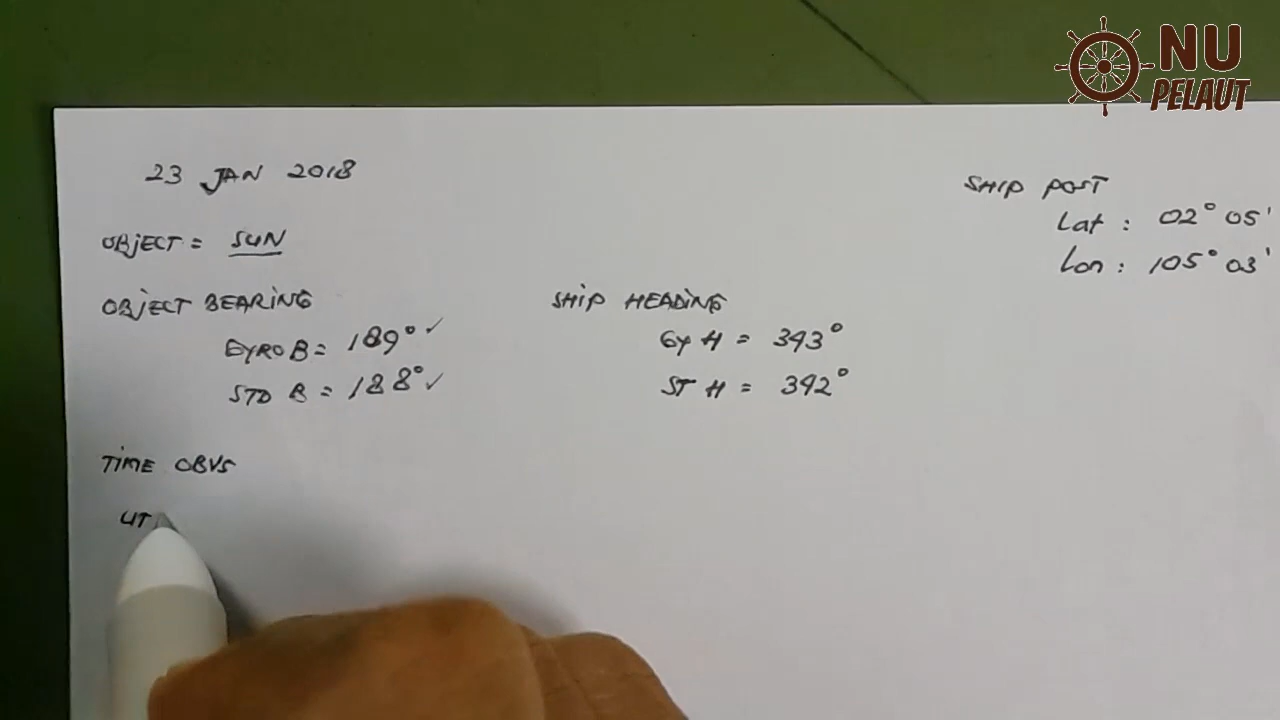 NU
PELAUT
23 JAN 2018
SHIP POST
Lat : 02° 05'
Lon : 105° 03'
OBJECT = SUN
OBJECT BEARING
GYRO B = 189° ✓
STD B = 188° ✓
SHIP HEADING
GY H = 343°
ST H = 342°
TIME OBVS
UT